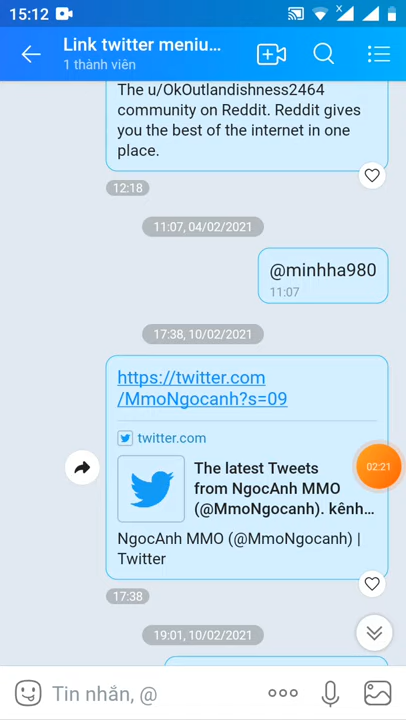 15:12
Link twitter meniu...
1 thành viên
The u/OkOutlandishness2464
community on Reddit. Reddit gives
you the best of the internet in one
place.
12:18
11:07, 04/02/2021
@minhha980
11:07
17:38, 10/02/2021
https://twitter.com
/MmoNgocanh?s=09
twitter.com
The latest Tweets
from NgocAnh MMO
(@MmoNgocanh). kênh...
02:21
NgocAnh MMO (@MmoNgocanh) |
Twitter
17:38
19:01, 10/02/2021
Tin nhắn, @